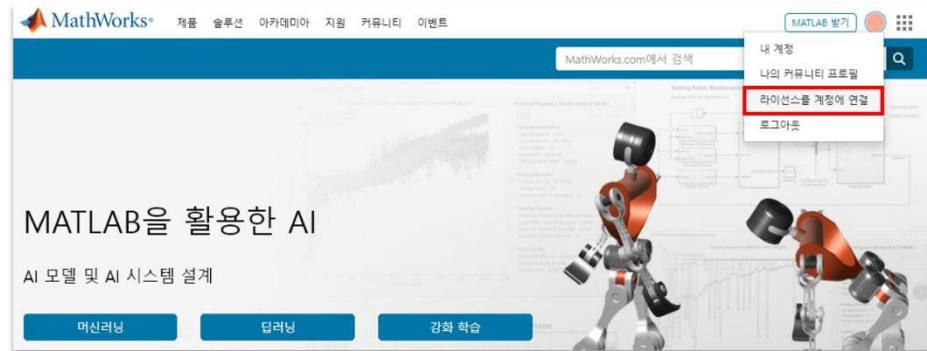 MathWorks® 제품 솔루션 아카데미아 지원 커뮤니티 이벤트 MATLAB 받기
MathWorks.com에서 검색
내 계정
나의 커뮤니티 프로필
라이선스를 계정에 연결
로그아웃
MATLAB을 활용한 AI
AI 모델 및 AI 시스템 설계
머신러닝 딥러닝 강화 학습